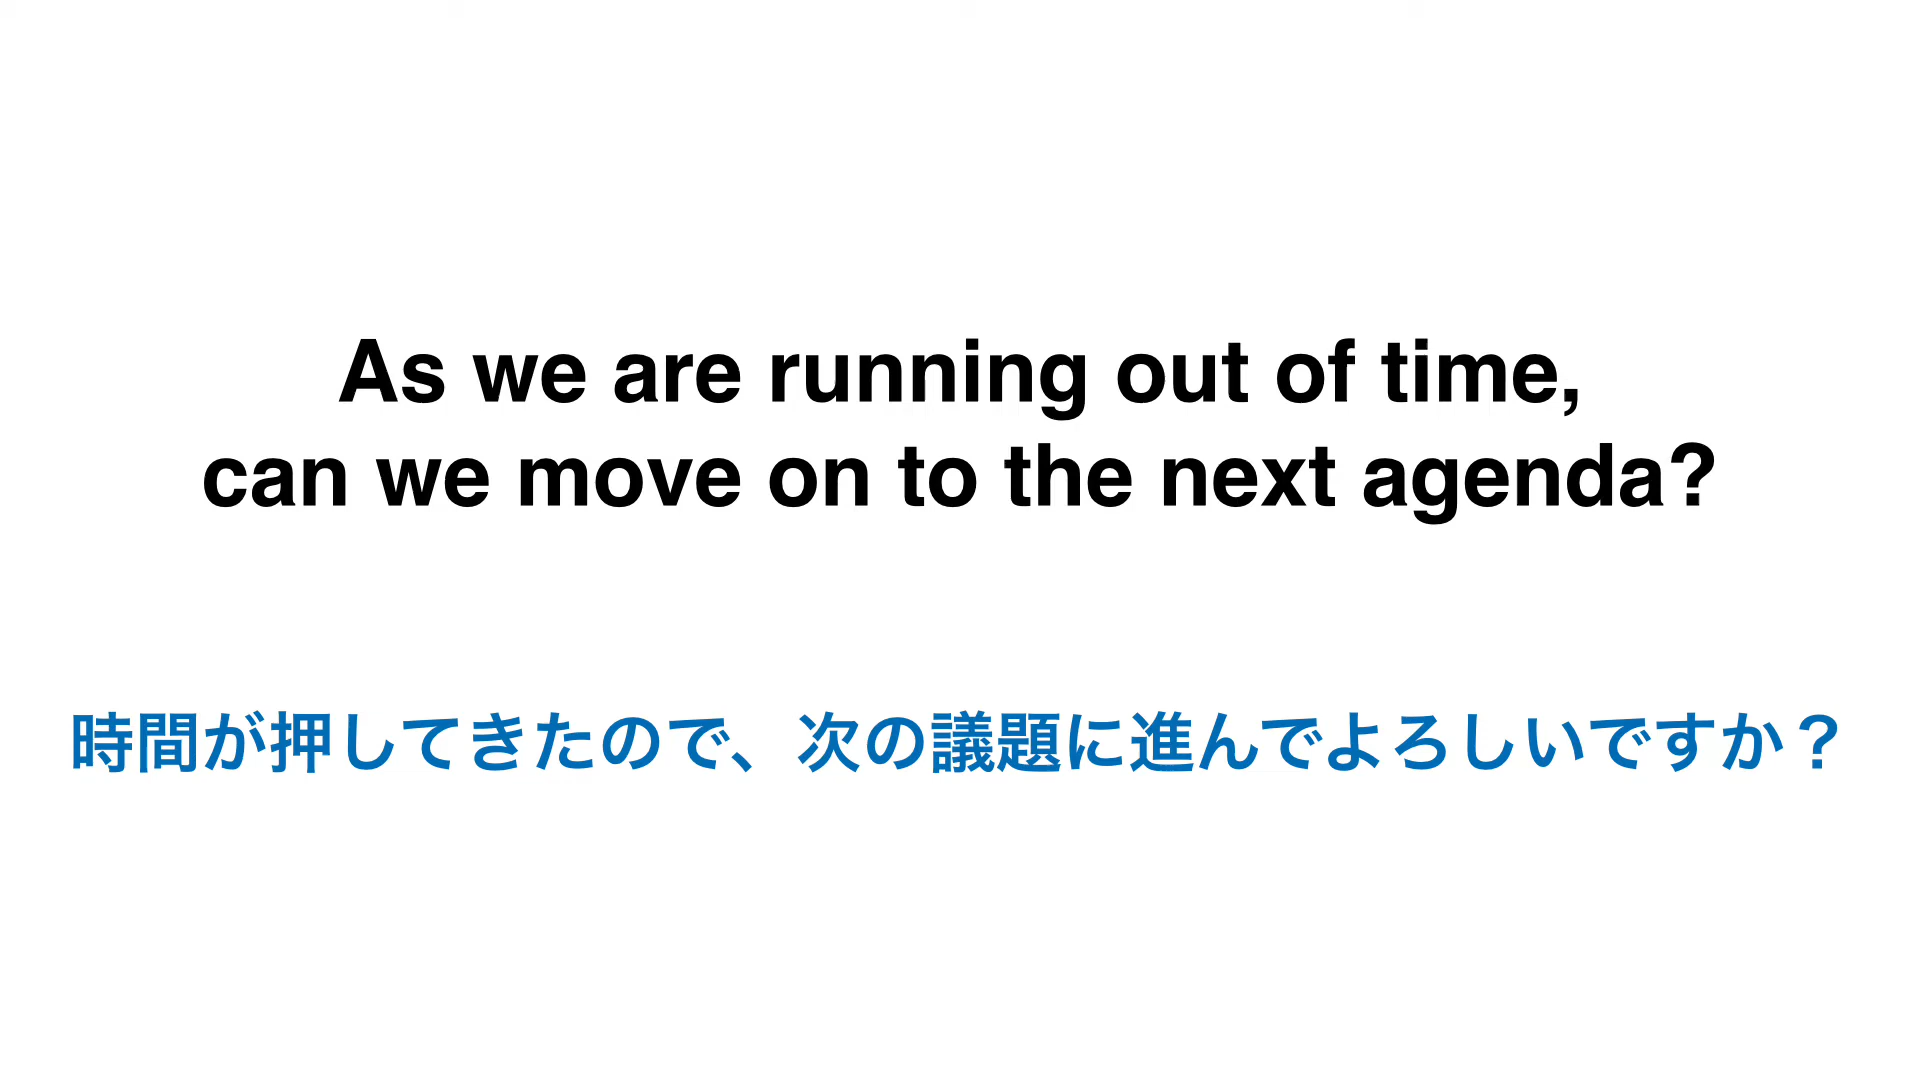 As we are running out of time,
can we move on to the next agenda?
時間が押してきたので、次の議題に進んでよろしいですか？